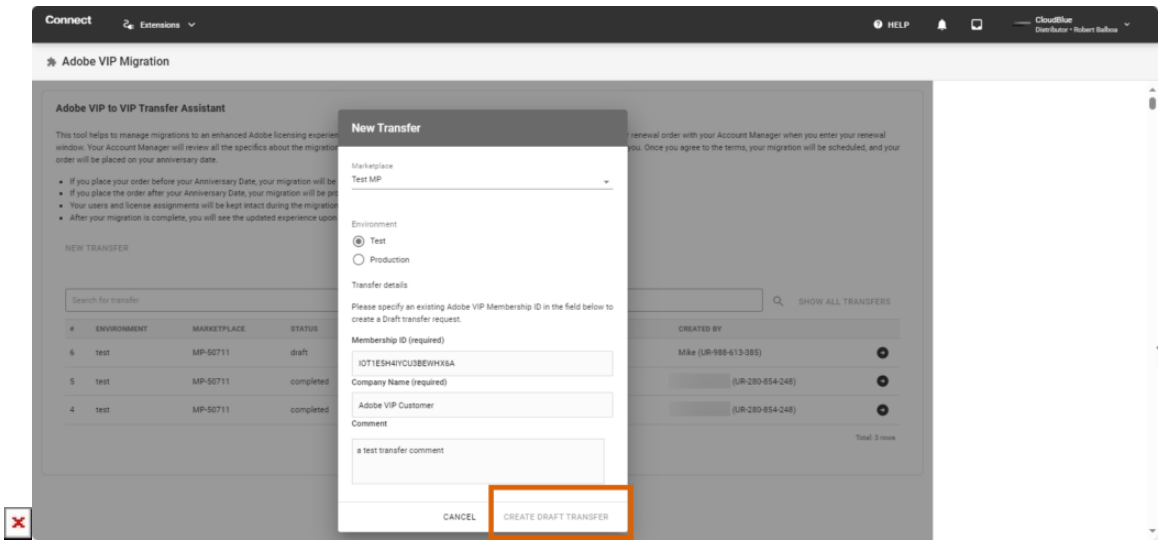 Connect
Extensions
HELP
CloudBlue
Distributor • Robert Balboa
Adobe VIP Migration
Adobe VIP to VIP Transfer Assistant
This tool helps to manage migrations to an enhanced Adobe licensing experien
r renewal order with your Account Manager when you enter your renewal
window. Your Account Manager will review all the specifics about the migration
you. Once you agree to the terms, your migration will be scheduled, and your
order will be placed on your anniversary date.
If you place your order before your Anniversary Date, your migration will be
If you place the order after your Anniversary Date, your migration will be pro
Your users and license assignments will be kept intact during the migration
After your migration is complete, you will see the updated experience upon
NEW TRANSFER
Search for transfer
SHOW ALL TRANSFERS
# ENVIRONMENT MARKETPLACE STATUS CREATED BY
6 test MP-50711 draft Mike (UR-988-613-385)
5 test MP-50711 completed (UR-280-854-248)
4 test MP-50711 completed (UR-280-854-248)
Total: 3 rows
New Transfer
Marketplace
Test MP
Environment
Test
Production
Transfer details
Please specify an existing Adobe VIP Membership ID in the field below to
create a Draft transfer request.
Membership ID (required)
IOT1E5H4IYCU3BEWHX6A
Company Name (required)
Adobe VIP Customer
Comment
a test transfer comment
CANCEL
CREATE DRAFT TRANSFER